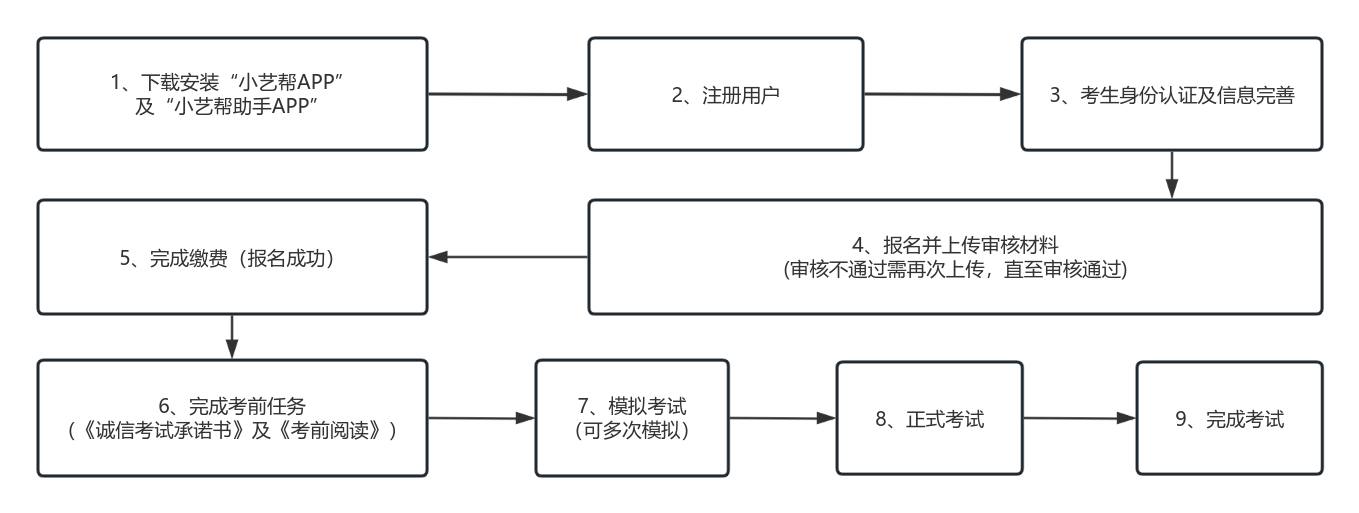 1、下载安装“小艺帮APP”
及“小艺帮助手APP”
2、注册用户
3、考生身份认证及信息完善
4、报名并上传审核材料
(审核不通过需再次上传，直至审核通过)
5、完成缴费（报名成功）
6、完成考前任务
（《诚信考试承诺书》及《考前阅读》）
7、模拟考试
（可多次模拟）
8、正式考试
9、完成考试